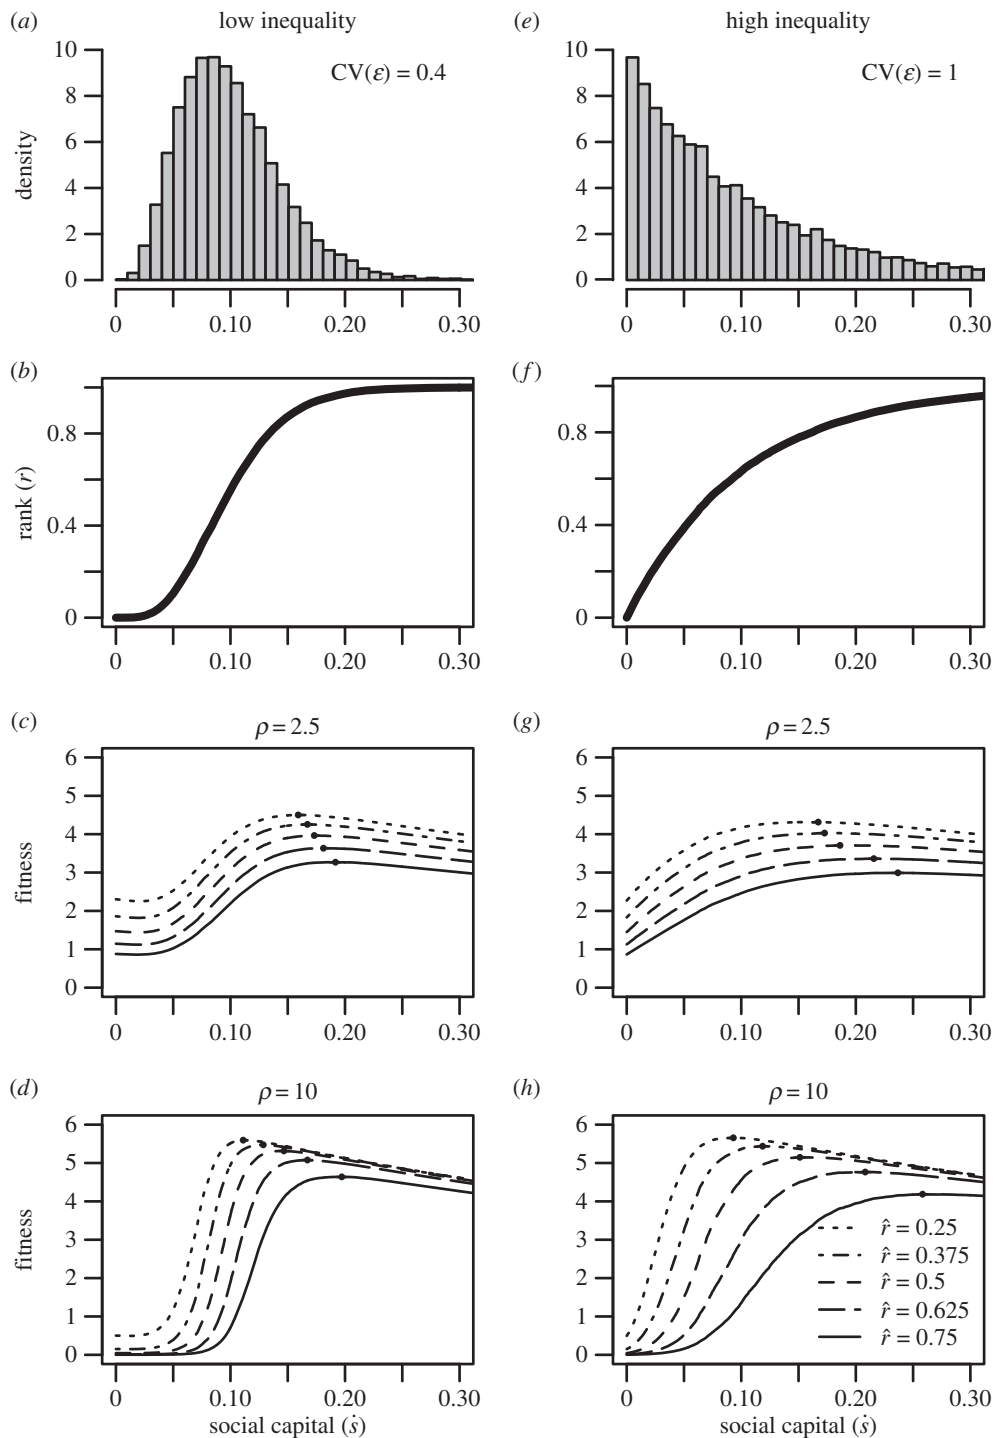 (a) low inequality
CV(ε) = 0.4
density
10
8
6
4
2
0
0 0.10 0.20 0.30
(e) high inequality
CV(ε) = 1
10
8
6
4
2
0
0 0.10 0.20 0.30
(b)
rank (r)
0.8
0.4
0
0 0.10 0.20 0.30
(f)
0.8
0.4
0
0 0.10 0.20 0.30
(c) ρ = 2.5
fitness
6
5
4
3
2
1
0
0 0.10 0.20 0.30
(g) ρ = 2.5
6
5
4
3
2
1
0
0 0.10 0.20 0.30
(d) ρ = 10
fitness
6
5
4
3
2
1
0
0 0.10 0.20 0.30
social capital (ṡ)
(h) ρ = 10
6
5
4
3
2
1
0
r̂ = 0.25
r̂ = 0.375
r̂ = 0.5
r̂ = 0.625
r̂ = 0.75
0 0.10 0.20 0.30
social capital (ṡ)